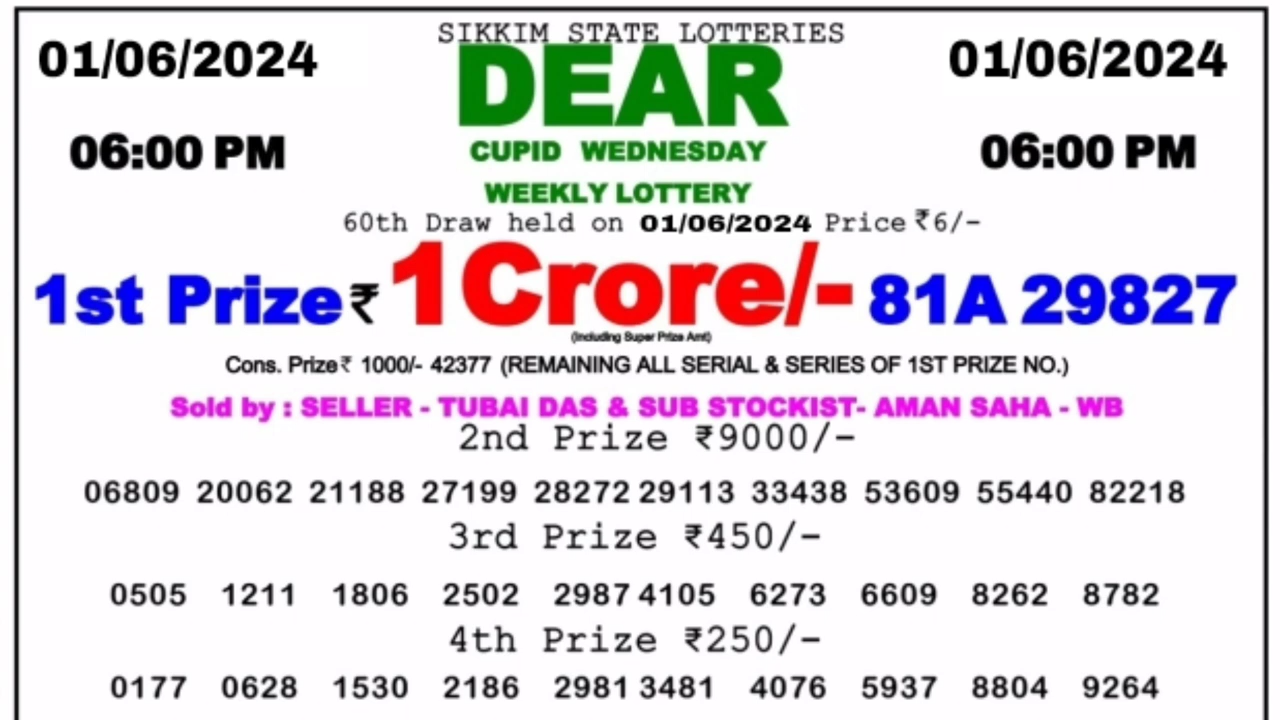 SIKKIM STATE LOTTERIES
01/06/2024 DEAR 01/06/2024
06:00 PM CUPID WEDNESDAY 06:00 PM
WEEKLY LOTTERY
60th Draw held on 01/06/2024 Price ₹6/-
1st Prize ₹ 1Crore/- 81A 29827
(Including Super Prize Amt)
Cons. Prize ₹ 1000/- 42377 (REMAINING ALL SERIAL & SERIES OF 1ST PRIZE NO.)
Sold by : SELLER - TUBAI DAS & SUB STOCKIST- AMAN SAHA - WB
2nd Prize ₹9000/-
06809 20062 21188 27199 28272 29113 33438 53609 55440 82218
3rd Prize ₹450/-
0505 1211 1806 2502 2987 4105 6273 6609 8262 8782
4th Prize ₹250/-
0177 0628 1530 2186 2981 3481 4076 5937 8804 9264